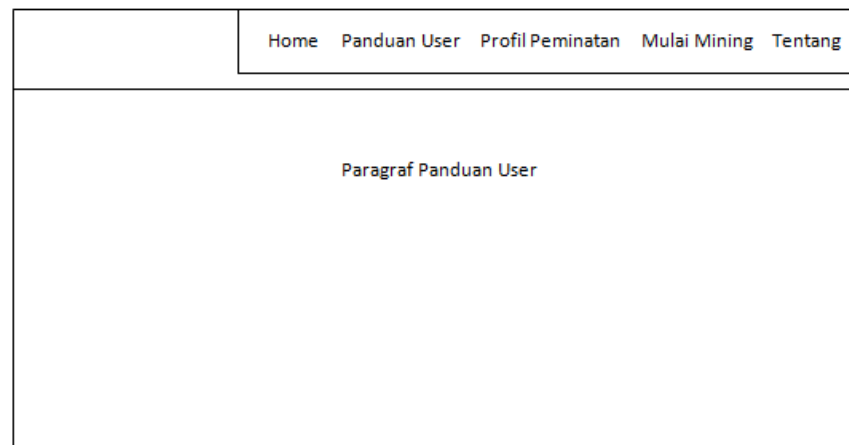 Home Panduan User Profil Peminatan Mulai Mining Tentang
Paragraf Panduan User